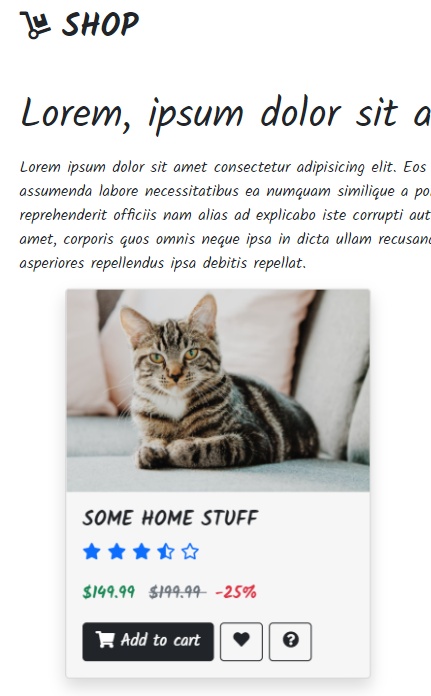 SHOP
Lorem, ipsum dolor sit a
Lorem ipsum dolor sit amet consectetur adipisicing elit. Eos
assumenda labore necessitatibus ea numquam similique a
reprehenderit officiis nam alias ad explicabo iste corrupti aut
amet, corporis quos omnis neque ipsa in dicta ullam
asperiores repellendus ipsa debitis repellat.
SOME HOME STUFF
$149.99 $199.99 -25%
Add to cart